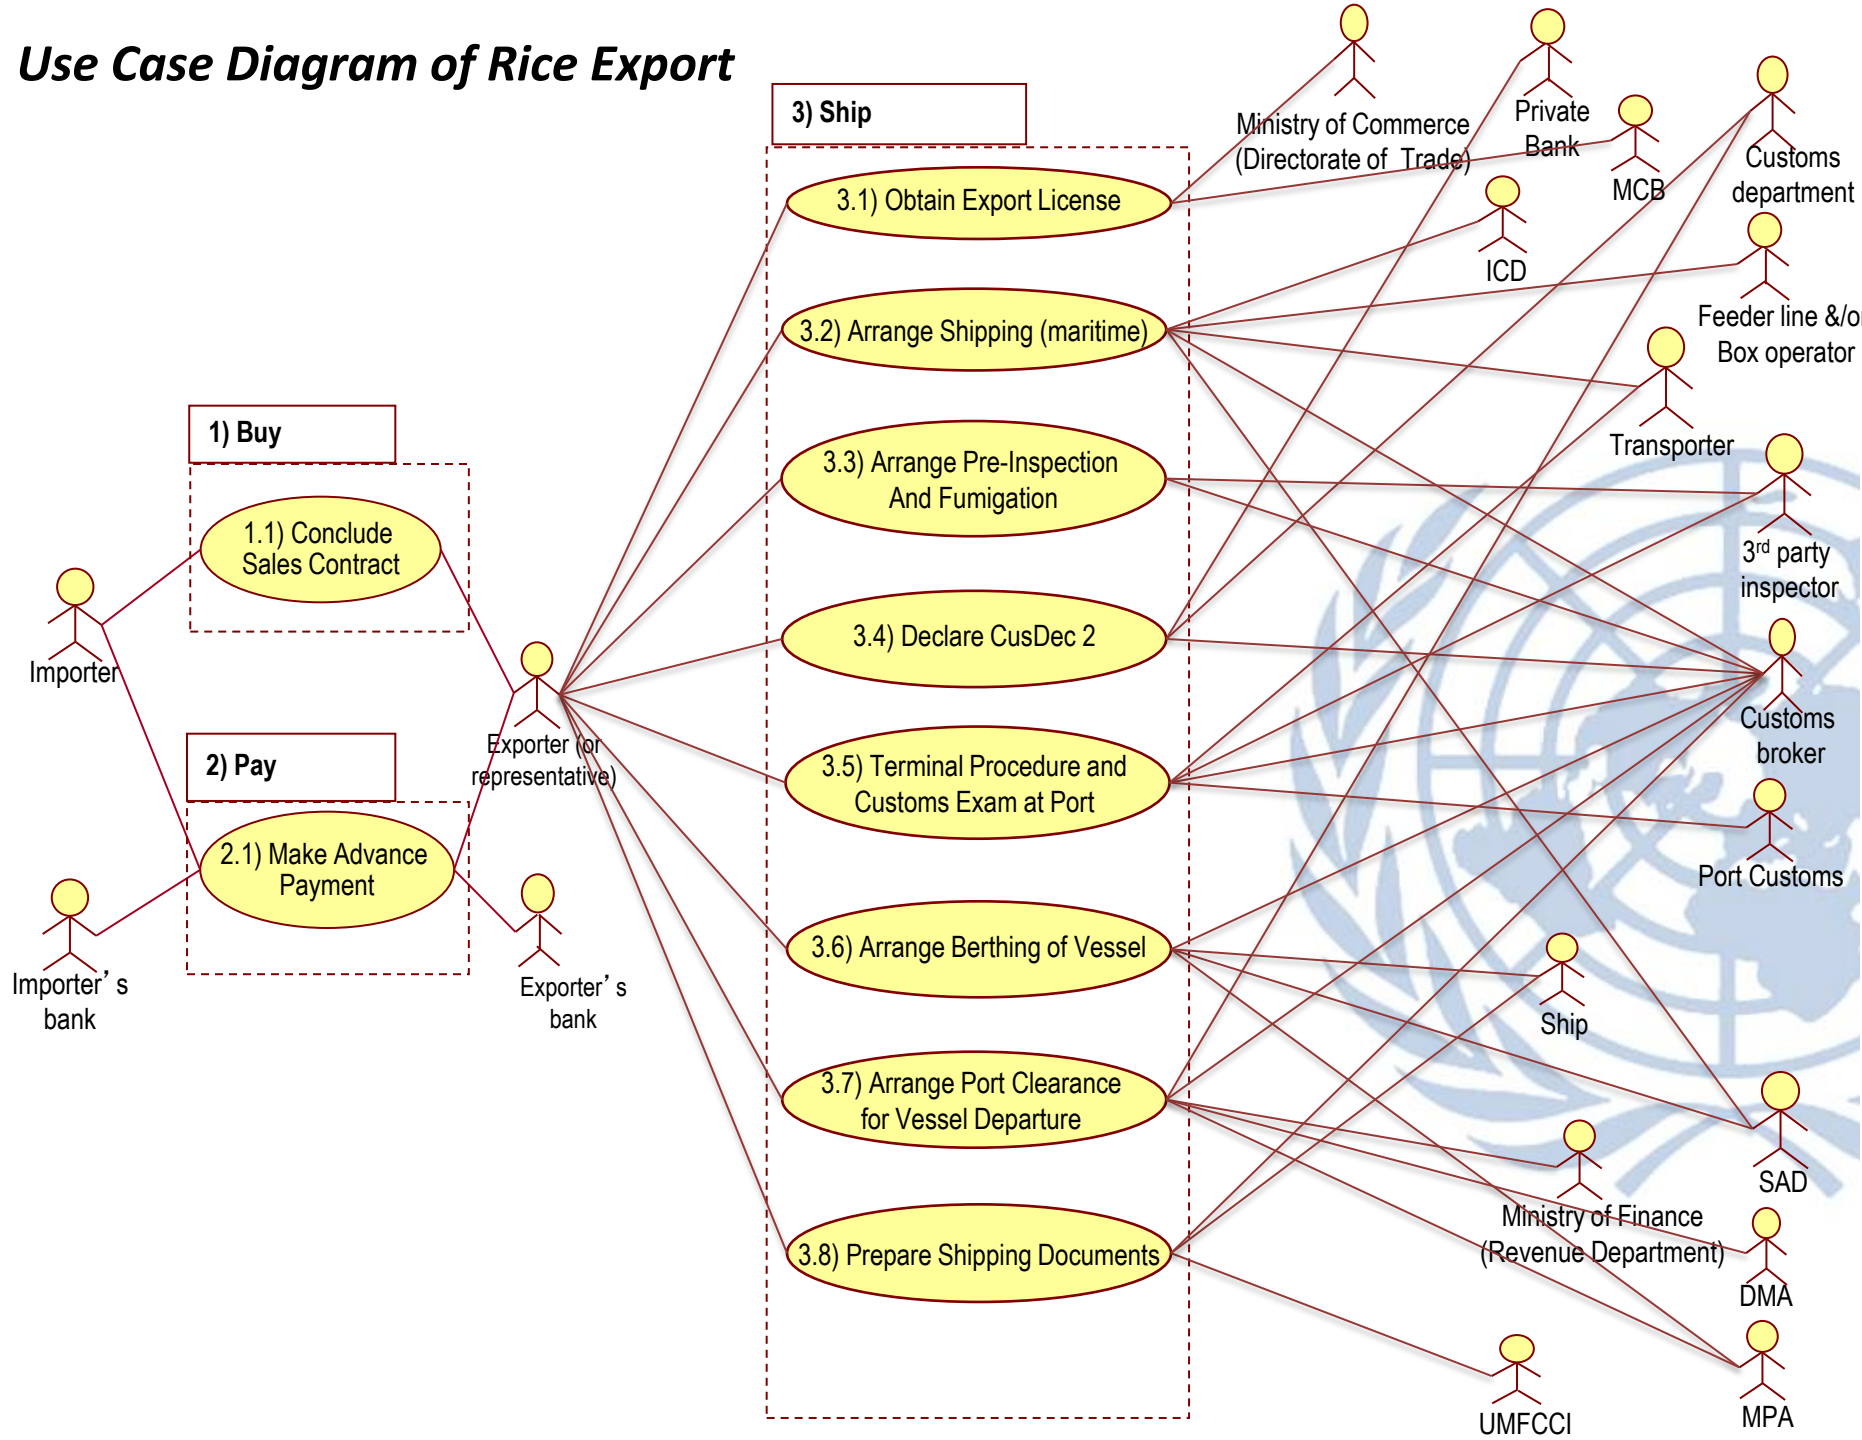 Use Case Diagram of Rice Export
3) Ship
Ministry of Commerce
(Directorate of Trade)
Private
Bank
MCB
Customs
department
3.1) Obtain Export License
ICD
Feeder line &/or
Box operator
3.2) Arrange Shipping (maritime)
Transporter
1) Buy
3.3) Arrange Pre-Inspection
And Fumigation
1.1) Conclude
Sales Contract
3rd party
inspector
Importer
3.4) Declare CusDec 2
Customs
broker
Exporter (or
representative)
2) Pay
3.5) Terminal Procedure and
Customs Exam at Port
2.1) Make Advance
Payment
Port Customs
3.6) Arrange Berthing of Vessel
Importer’s
bank
Exporter’s
bank
Ship
3.7) Arrange Port Clearance
for Vessel Departure
SAD
Ministry of Finance
(Revenue Department)
3.8) Prepare Shipping Documents
DMA
UMFCCI
MPA